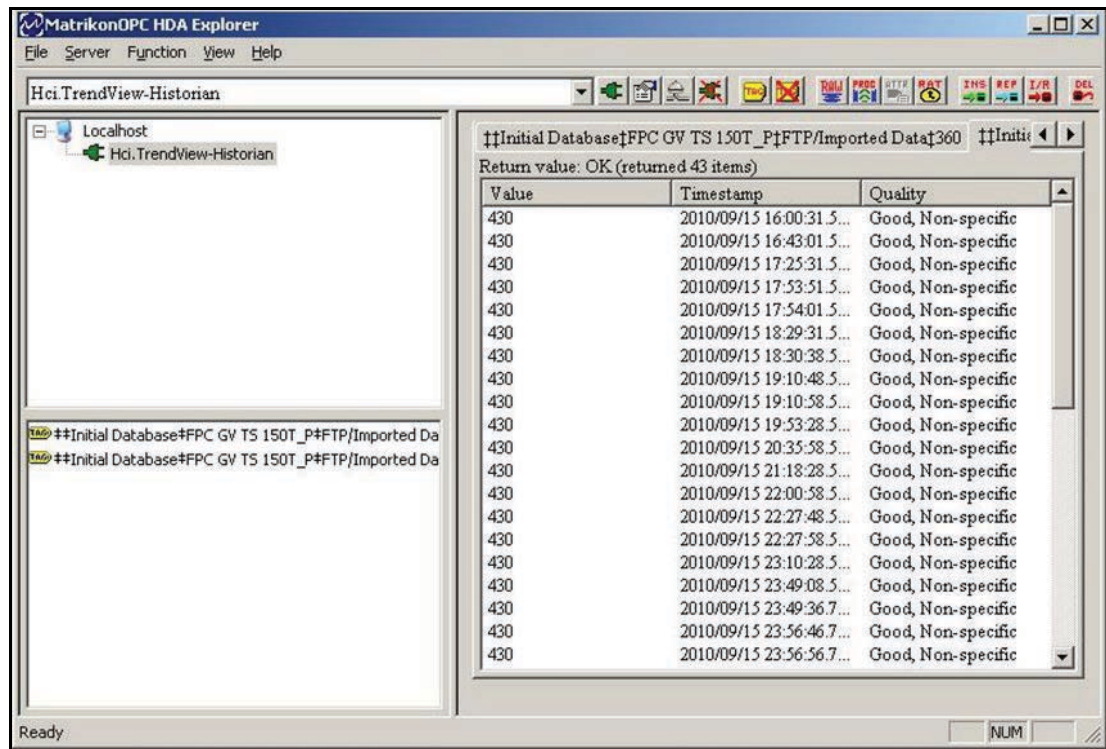 MatrikonOPC HDA Explorer
File Server Function View Help
Hci.TrendView-Historian
TAG RAW PROC ATTR RAT INS REP I/R DEL
Localhost
Hci.TrendView-Historian
‡‡Initial Database‡FPC GV TS 150T_P‡FTP/Imported Da
‡‡Initial Database‡FPC GV TS 150T_P‡FTP/Imported Da
‡‡Initial Database‡FPC GV TS 150T_P‡FTP/Imported Data‡360 ‡‡Initi
Return value: OK (returned 43 items)
Value Timestamp Quality
430 2010/09/15 16:00:31.5... Good, Non-specific
430 2010/09/15 16:43:01.5... Good, Non-specific
430 2010/09/15 17:25:31.5... Good, Non-specific
430 2010/09/15 17:53:51.5... Good, Non-specific
430 2010/09/15 17:54:01.5... Good, Non-specific
430 2010/09/15 18:29:31.5... Good, Non-specific
430 2010/09/15 18:30:38.5... Good, Non-specific
430 2010/09/15 19:10:48.5... Good, Non-specific
430 2010/09/15 19:10:58.5... Good, Non-specific
430 2010/09/15 19:53:28.5... Good, Non-specific
430 2010/09/15 20:35:58.5... Good, Non-specific
430 2010/09/15 21:18:28.5... Good, Non-specific
430 2010/09/15 22:00:58.5... Good, Non-specific
430 2010/09/15 22:27:48.5... Good, Non-specific
430 2010/09/15 22:27:58.5... Good, Non-specific
430 2010/09/15 23:10:28.5... Good, Non-specific
430 2010/09/15 23:49:08.5... Good, Non-specific
430 2010/09/15 23:49:36.7... Good, Non-specific
430 2010/09/15 23:56:46.7... Good, Non-specific
430 2010/09/15 23:56:56.7... Good, Non-specific
Ready NUM